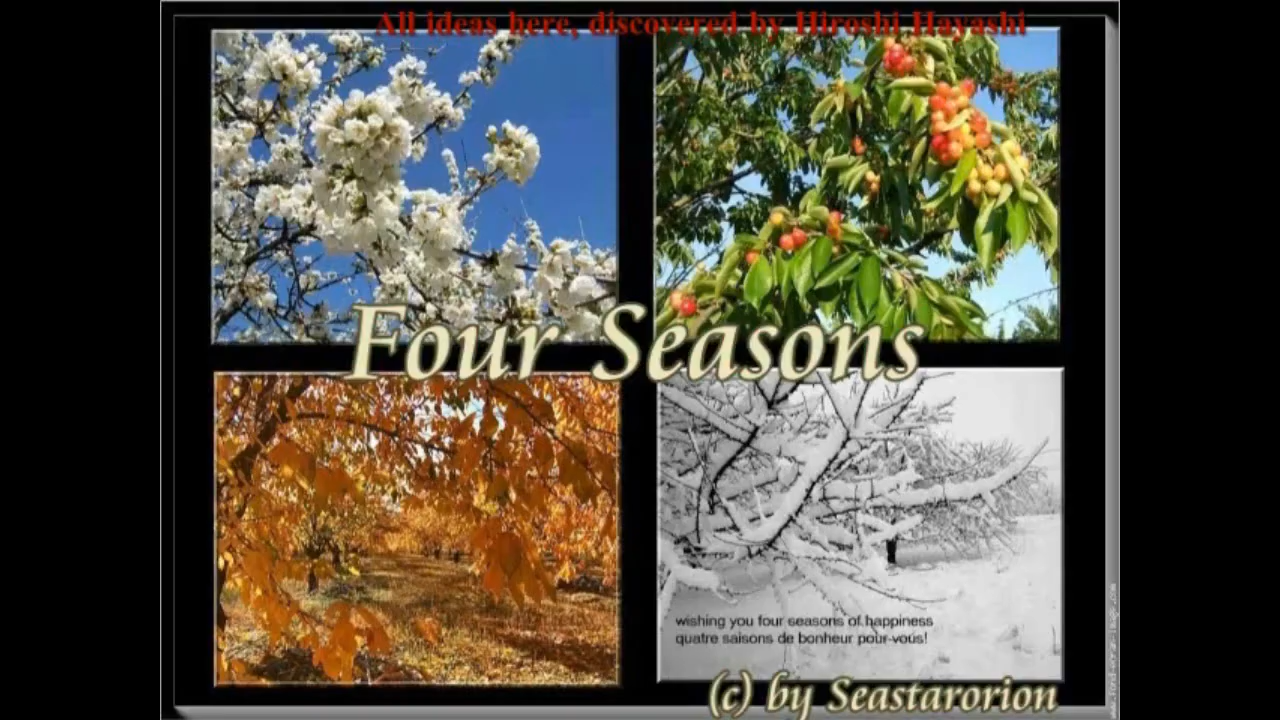 All ideas here, discovered by Hiroshi Hayashi
Four Seasons
wishing you four seasons of happiness
quatre saisons de bonheur pour-vous!
(c) by Seastarorion